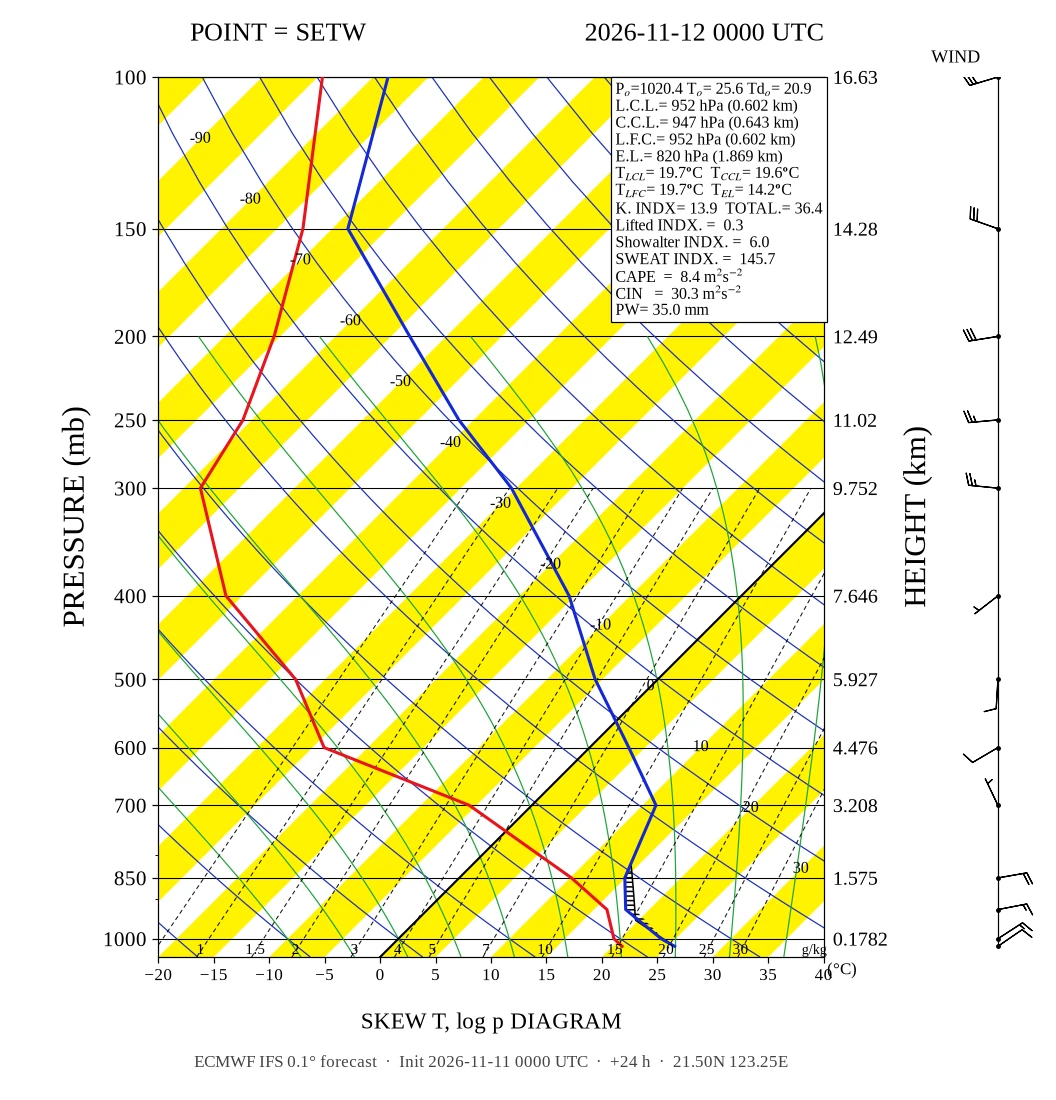 POINT = SETW 2026-11-12 0000 UTC
WIND
100 16.63
P₀=1020.4 T₀= 25.6 Td₀= 20.9
L.C.L.= 952 hPa (0.602 km)
C.C.L.= 947 hPa (0.643 km)
L.F.C.= 952 hPa (0.602 km)
E.L.= 820 hPa (1.869 km)
T_LCL= 19.7°C T_CCL= 19.6°C
T_LFC= 19.7°C T_EL= 14.2°C
K. INDX= 13.9 TOTAL.= 36.4
Lifted INDX. = 0.3
Showalter INDX. = 6.0
SWEAT INDX. = 145.7
CAPE = 8.4 m²s⁻²
CIN = 30.3 m²s⁻²
PW= 35.0 mm
-90
-80
150 14.28
-70
-60
200 12.49
-50
250 11.02
-40
300 9.752
-30
-20
400 7.646
-10
500 5.927
0
600 4.476
10
700 3.208
20
30
850 1.575
1000 0.1782
1 1.5 2 3 4 5 7 10 15 20 25 30 g/kg
−20 −15 −10 −5 0 5 10 15 20 25 30 35 40 (°C)
PRESSURE (mb)
HEIGHT (km)
SKEW T, log p DIAGRAM
ECMWF IFS 0.1° forecast · Init 2026-11-11 0000 UTC · +24 h · 21.50N 123.25E